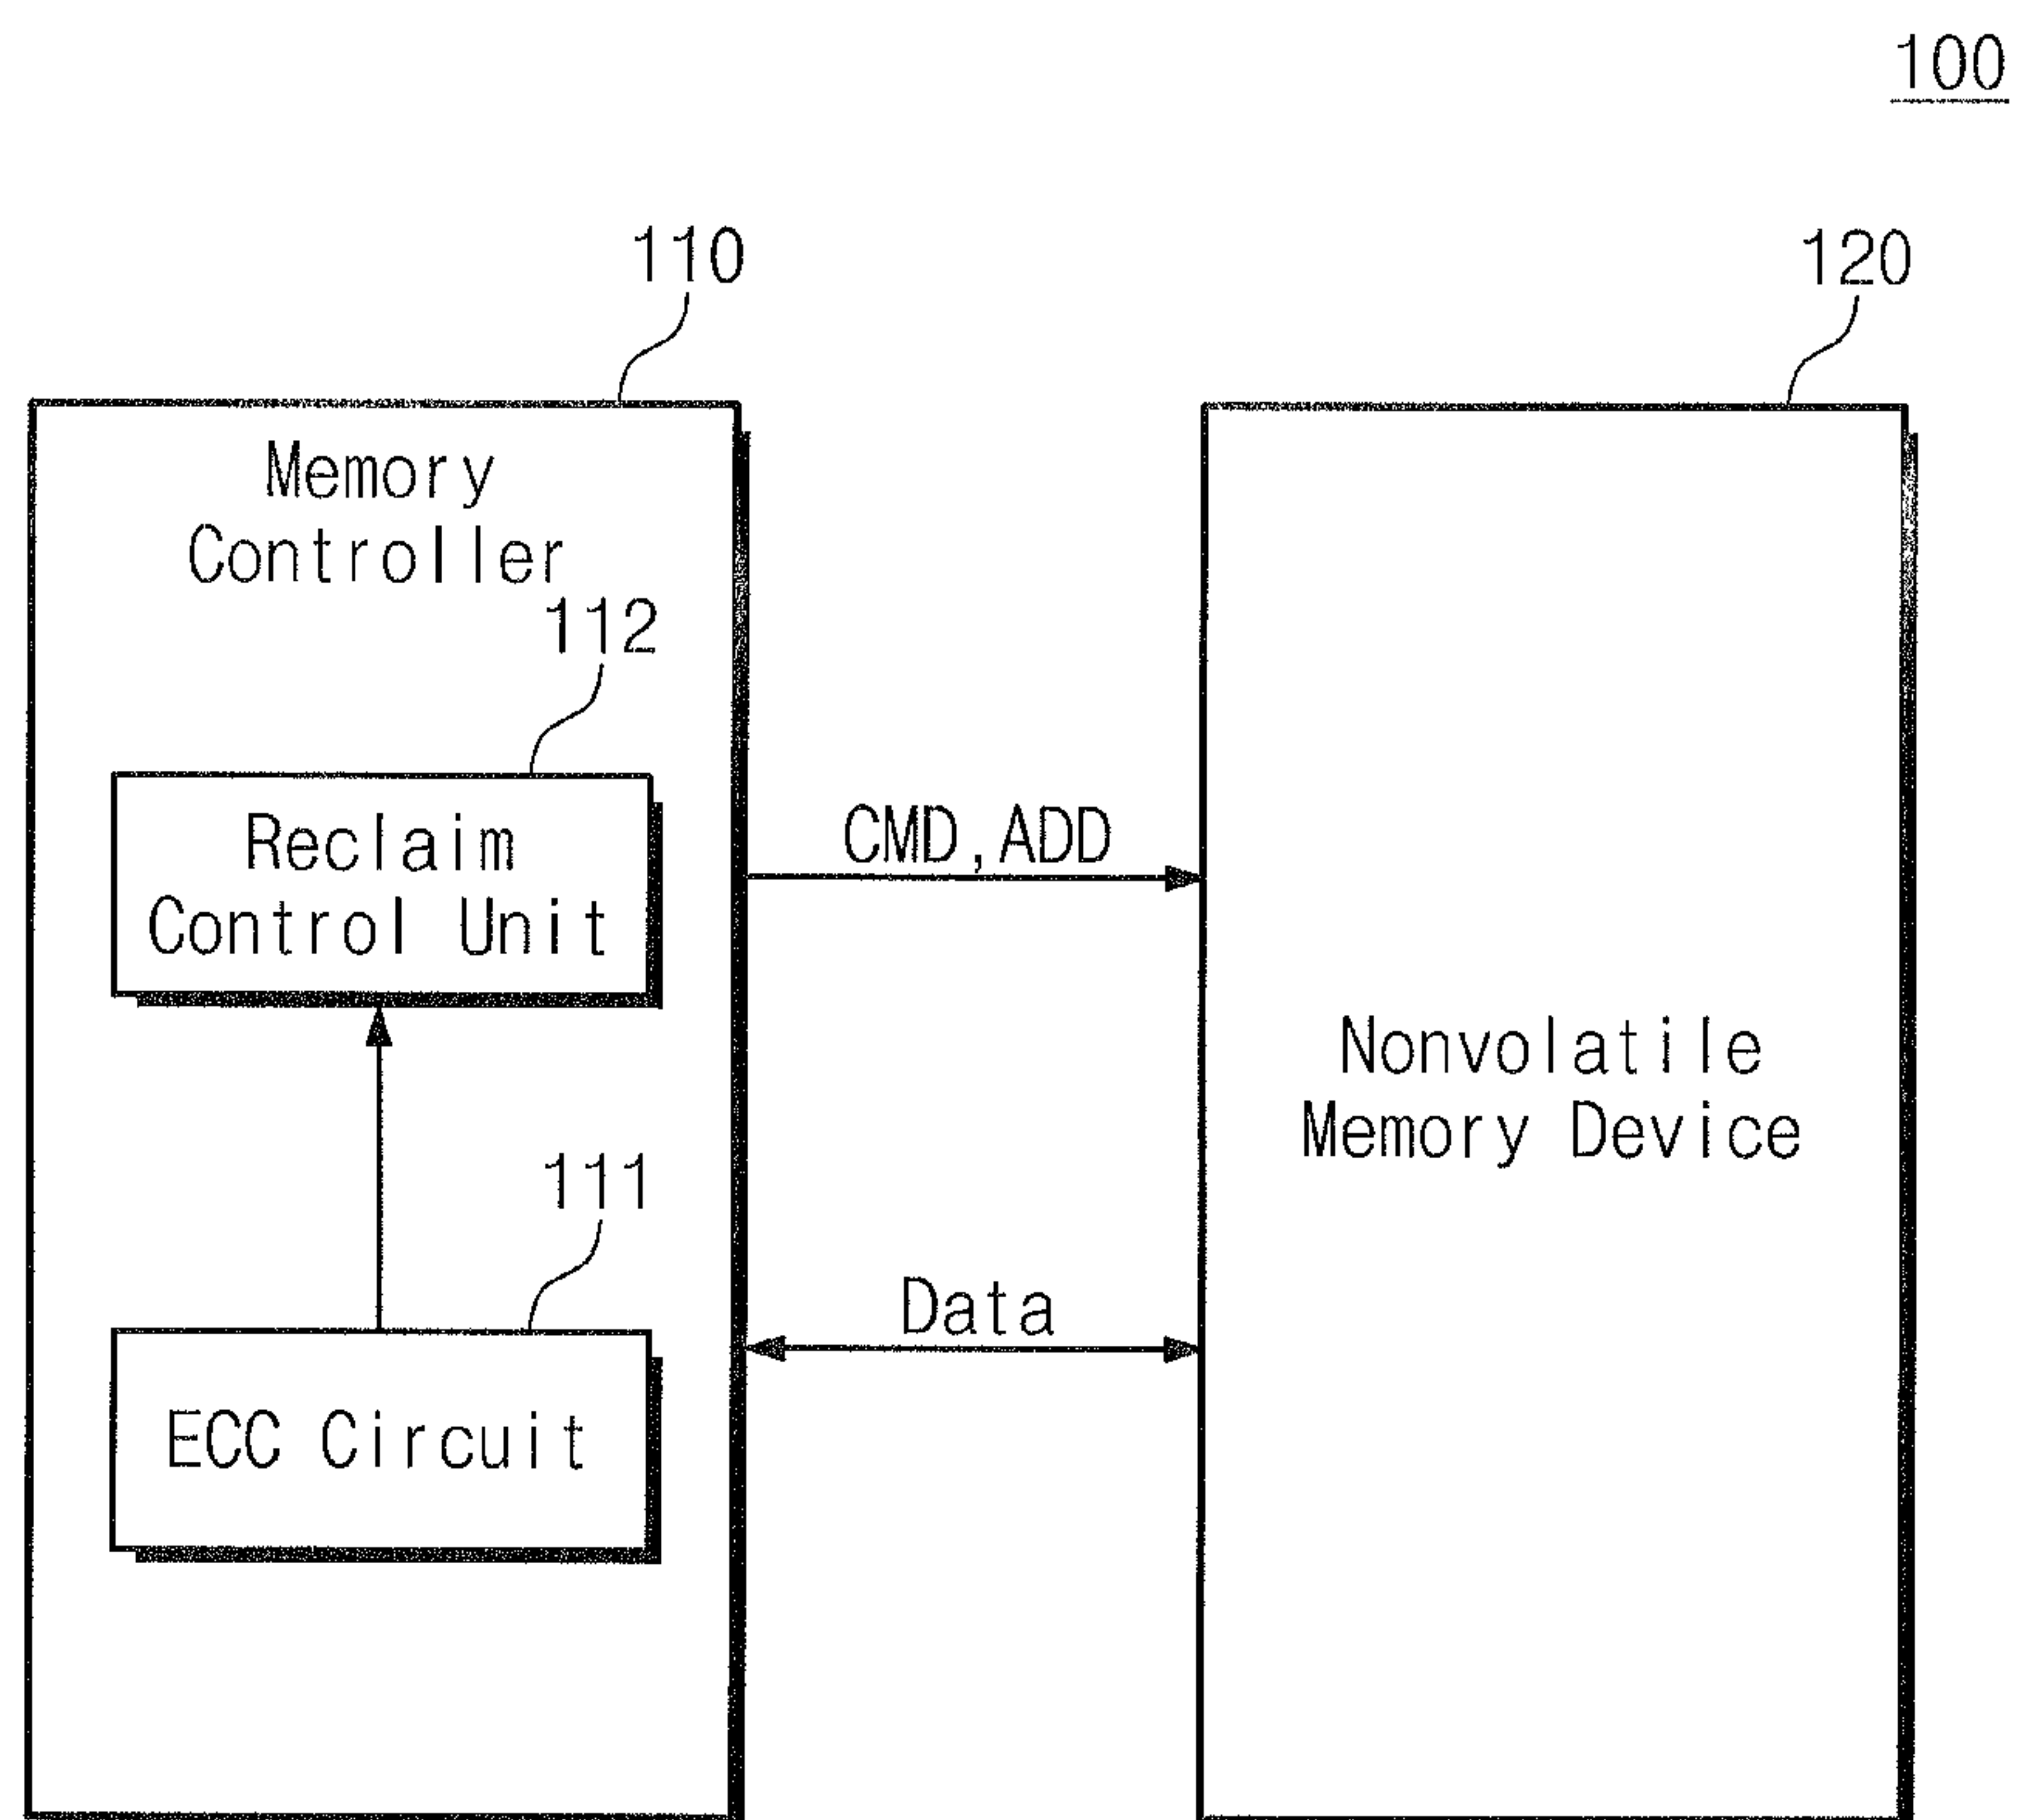 100
110
120
Memory
Controller
112
Reclaim
Control Unit
CMD,ADD
Nonvolatile
Memory Device
111
Data
ECC Circuit